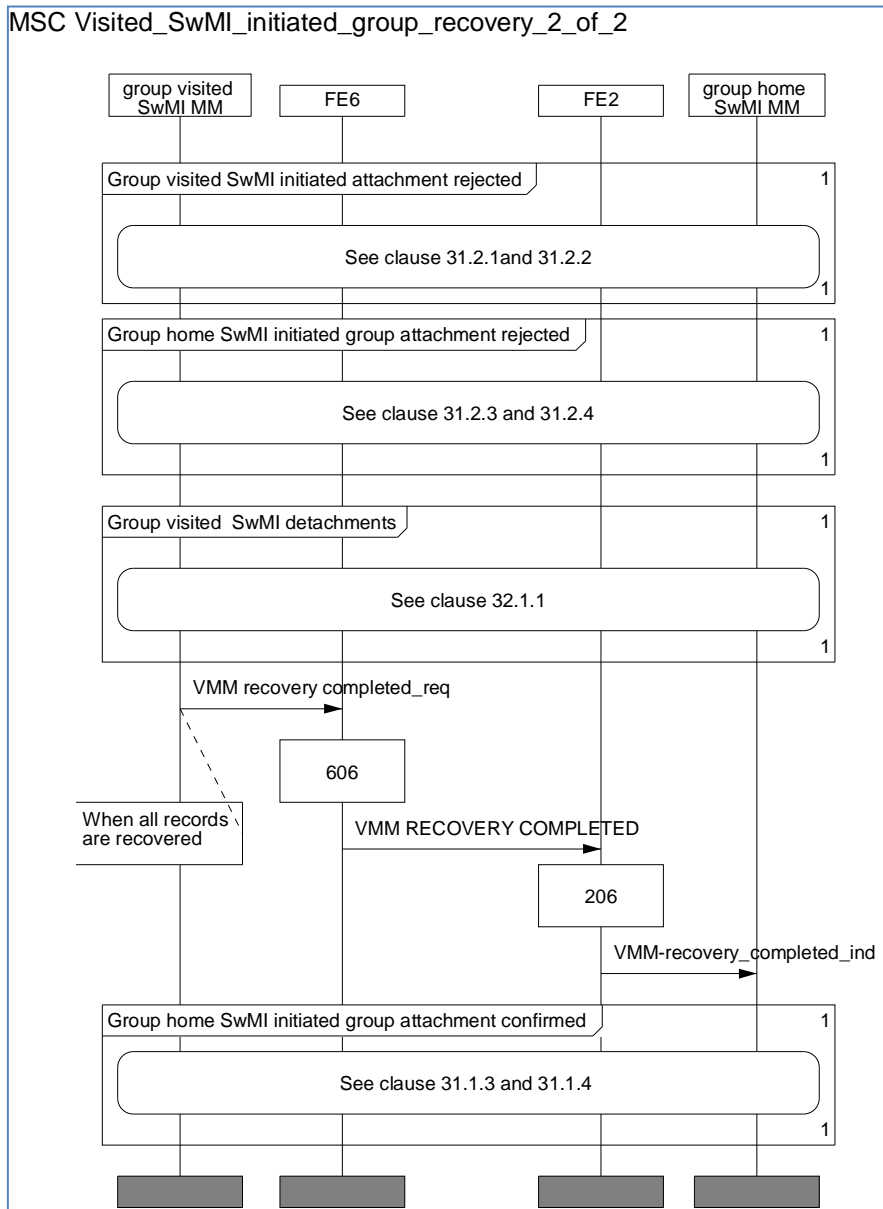 MSC Visited_SwMI_initiated_group_recovery_2_of_2
group visited
SwMI MM
FE6
FE2
group home
SwMI MM
Group visited SwMI initiated attachment rejected
1
See clause 31.2.1and 31.2.2
1
Group home SwMI initiated group attachment rejected
1
See clause 31.2.3 and 31.2.4
1
Group visited  SwMI detachments
1
See clause 32.1.1
1
VMM recovery completed_req
606
When all records
are recovered
VMM RECOVERY COMPLETED
206
VMM-recovery_completed_ind
Group home SwMI initiated group attachment confirmed
1
See clause 31.1.3 and 31.1.4
1